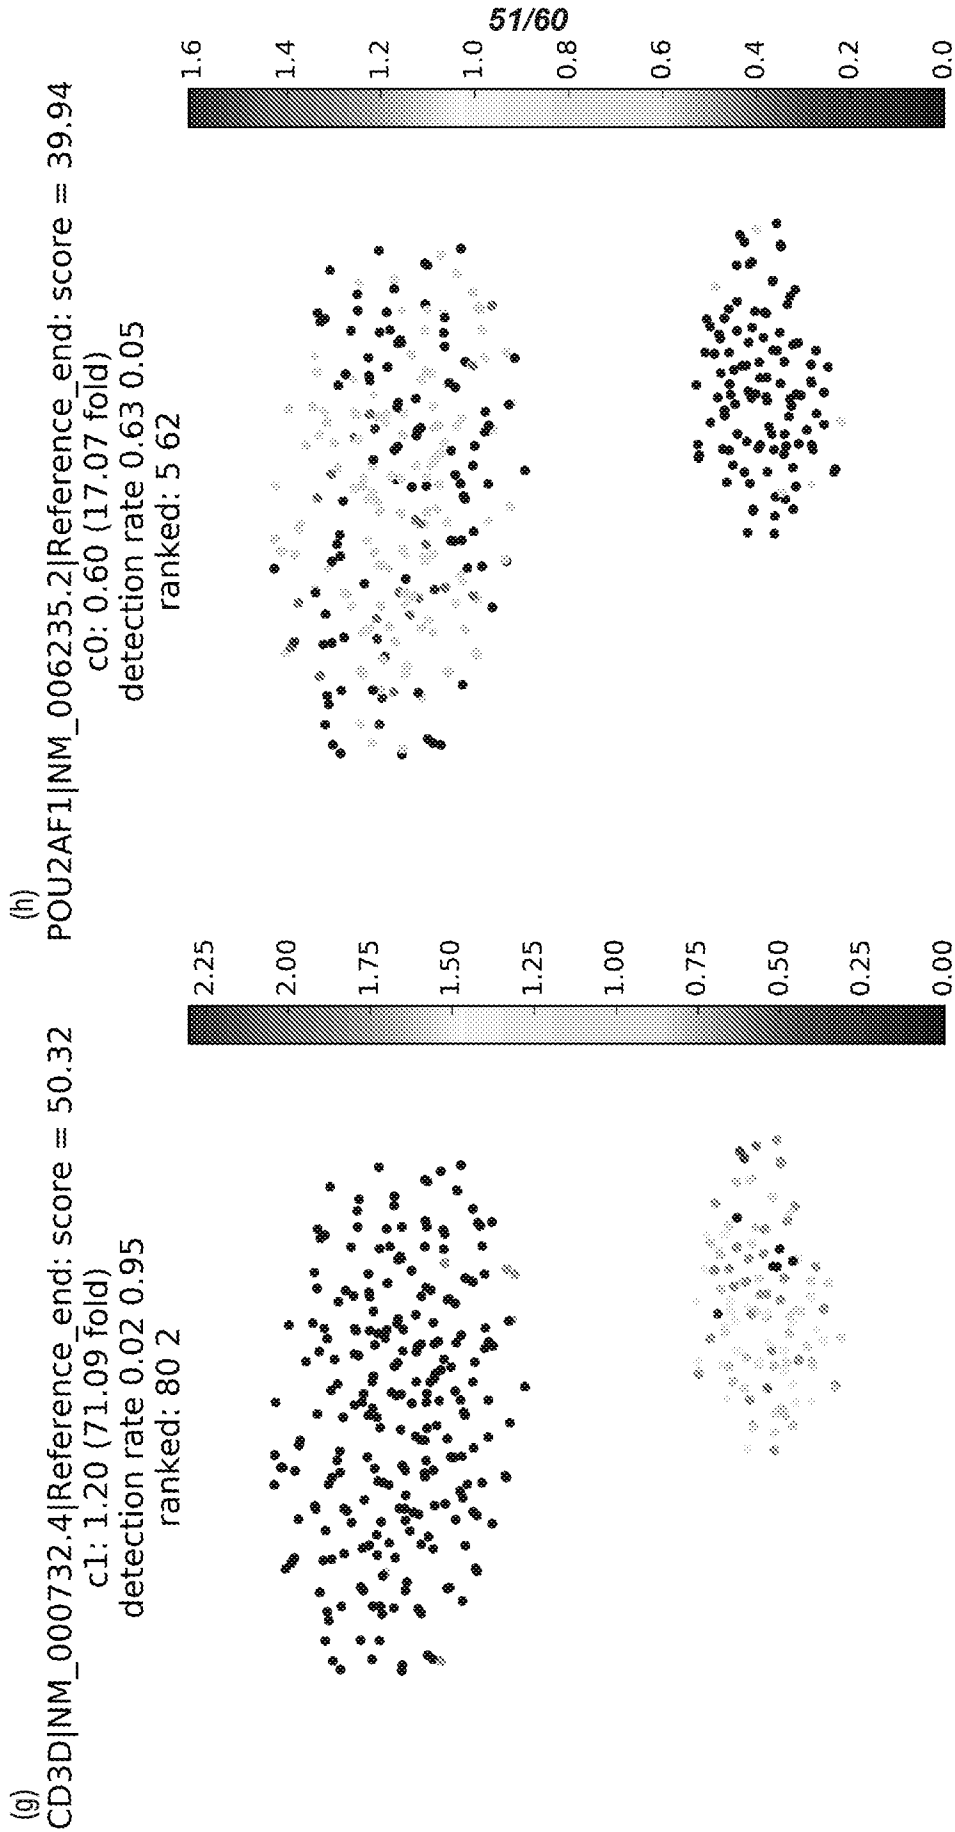 (g)
CD3D|NM_000732.4|Reference_end: score = 50.32
c1: 1.20 (71.09 fold)
detection rate 0.02 0.95
ranked: 80 2
2.25
2.00
1.75
1.50
1.25
1.00
0.75
0.50
0.25
0.00
(h)
POU2AF1|NM_006235.2|Reference_end: score = 39.94
c0: 0.60 (17.07 fold)
detection rate 0.63 0.05
ranked: 5 62
1.6
1.4
1.2
1.0
0.8
0.6
0.4
0.2
0.0
51/60